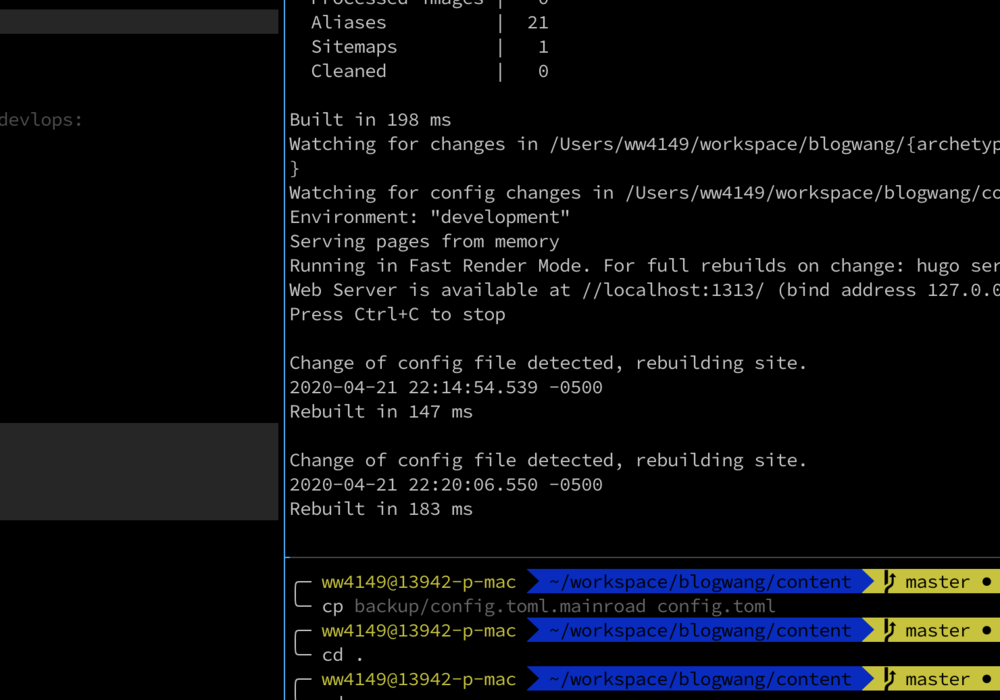 Processed images | 0
Aliases | 21
Sitemaps | 1
Cleaned | 0
devlops:
Built in 198 ms
Watching for changes in /Users/ww4149/workspace/blogwang/{archetyp
}
Watching for config changes in /Users/ww4149/workspace/blogwang/co
Environment: "development"
Serving pages from memory
Running in Fast Render Mode. For full rebuilds on change: hugo ser
Web Server is available at //localhost:1313/ (bind address 127.0.0
Press Ctrl+C to stop
Change of config file detected, rebuilding site.
2020-04-21 22:14:54.539 -0500
Rebuilt in 147 ms
Change of config file detected, rebuilding site.
2020-04-21 22:20:06.550 -0500
Rebuilt in 183 ms
ww4149@13942-p-mac ~/workspace/blogwang/content master ●
cp backup/config.toml.mainroad config.toml
ww4149@13942-p-mac ~/workspace/blogwang/content master ●
cd .
ww4149@13942-p-mac ~/workspace/blogwang/content master ●